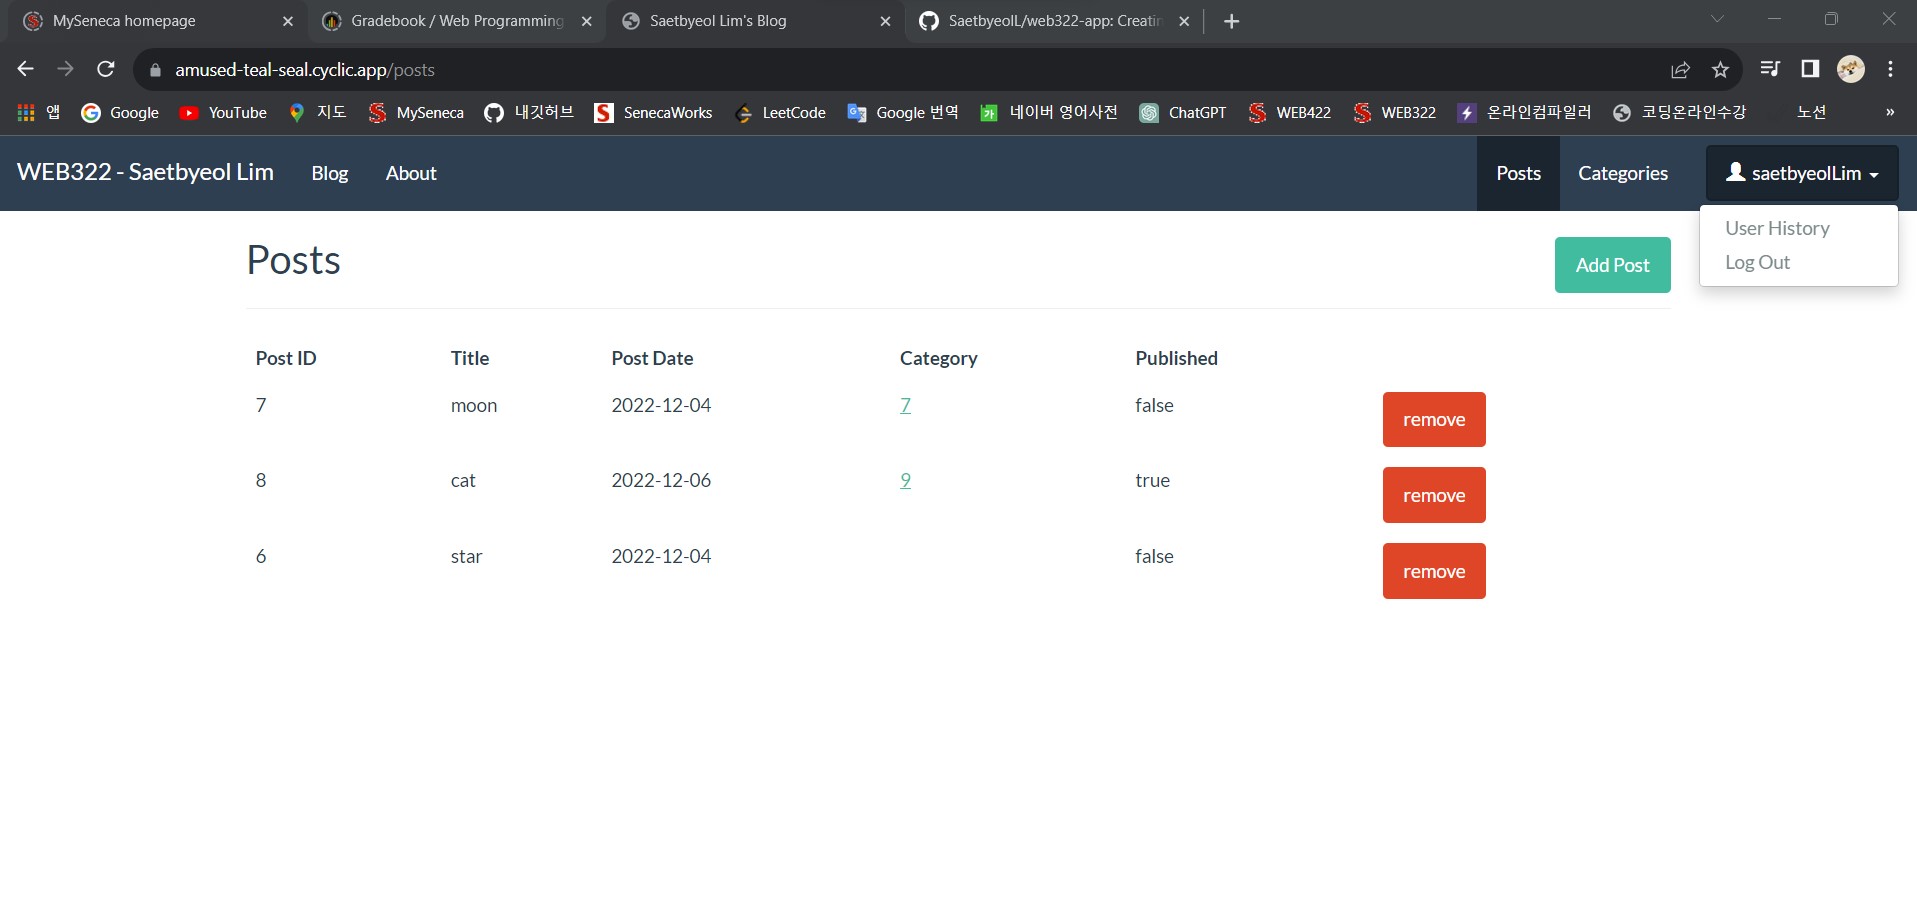 MySeneca homepage
Gradebook / Web Programming
Saetbyeol Lim's Blog
SaetbyeolL/web322-app: Creatin
amused-teal-seal.cyclic.app/posts
앱 Google YouTube 지도 MySeneca 내깃허브 SenecaWorks LeetCode Google 번역 네이버 영어사전 ChatGPT WEB422 WEB322 온라인컴파일러 코딩온라인수강 노션 »
WEB322 - Saetbyeol Lim Blog About Posts Categories saetbyeolLim
User History
Log Out
Posts Add Post
Post ID Title Post Date Category Published
7 moon 2022-12-04 7 false remove
8 cat 2022-12-06 9 true remove
6 star 2022-12-04 false remove